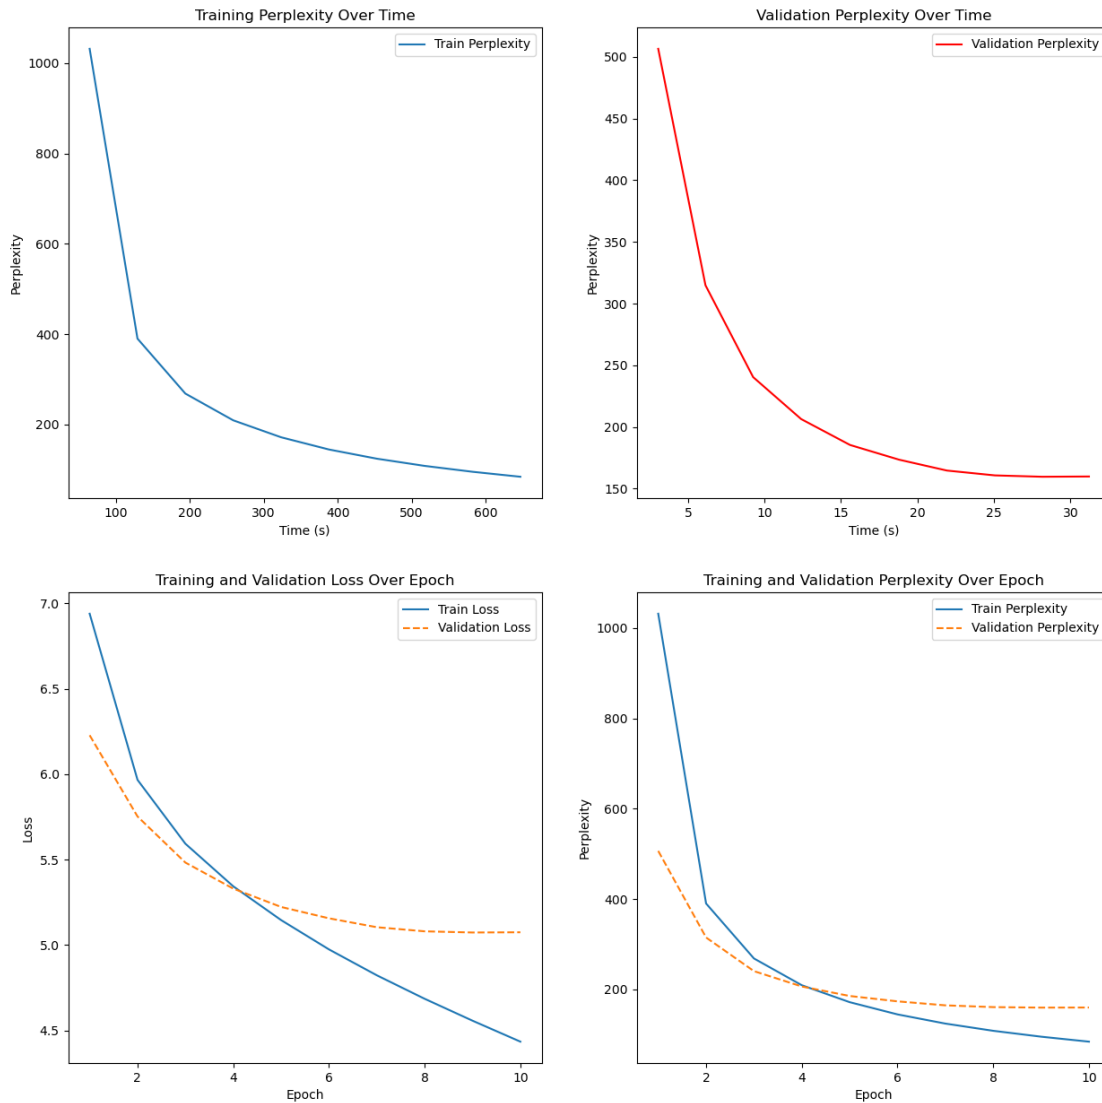 Training Perplexity Over Time
Train Perplexity
1000
800
600
400
200
Perplexity
100 200 300 400 500 600
Time (s)
Validation Perplexity Over Time
Validation Perplexity
500
450
400
350
300
250
200
150
Perplexity
5 10 15 20 25 30
Time (s)
Training and Validation Loss Over Epoch
Train Loss
Validation Loss
7.0
6.5
6.0
5.5
5.0
4.5
Loss
2 4 6 8 10
Epoch
Training and Validation Perplexity Over Epoch
Train Perplexity
Validation Perplexity
1000
800
600
400
200
Perplexity
2 4 6 8 10
Epoch